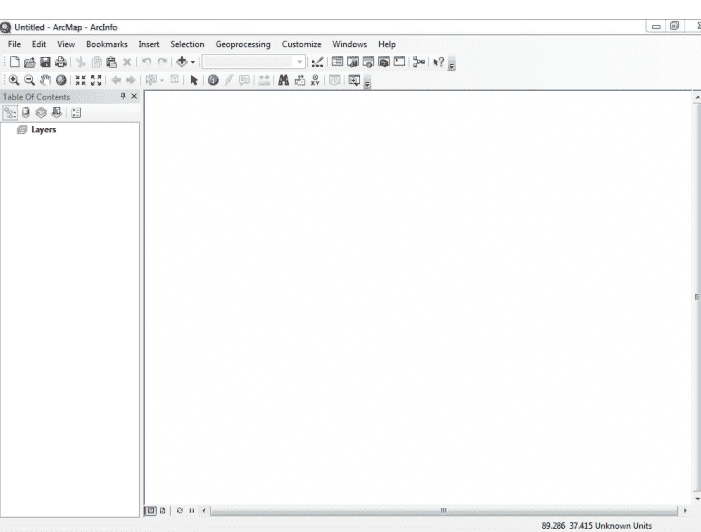 Untitled - ArcMap - ArcInfo
File Edit View Bookmarks Insert Selection Geoprocessing Customize Windows Help
Table Of Contents
Layers
89.286 37.415 Unknown Units